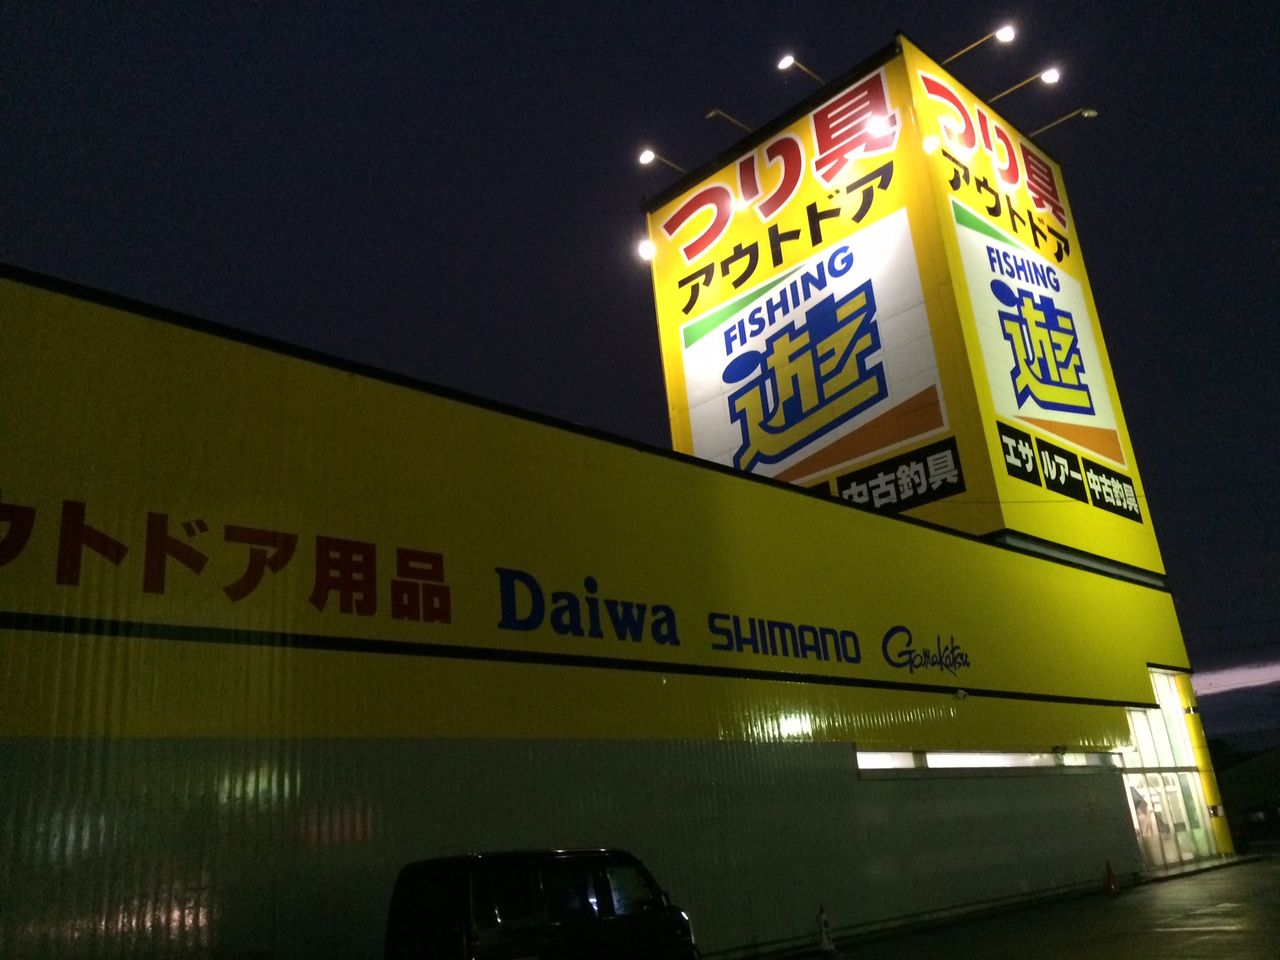 つり具
アウトドア
FISHING
遊
中古釣具
つり具
アウトドア
FISHING
遊
エサ ルアー 中古釣具
ウトドア用品 Daiwa SHIMANO Gamakatsu